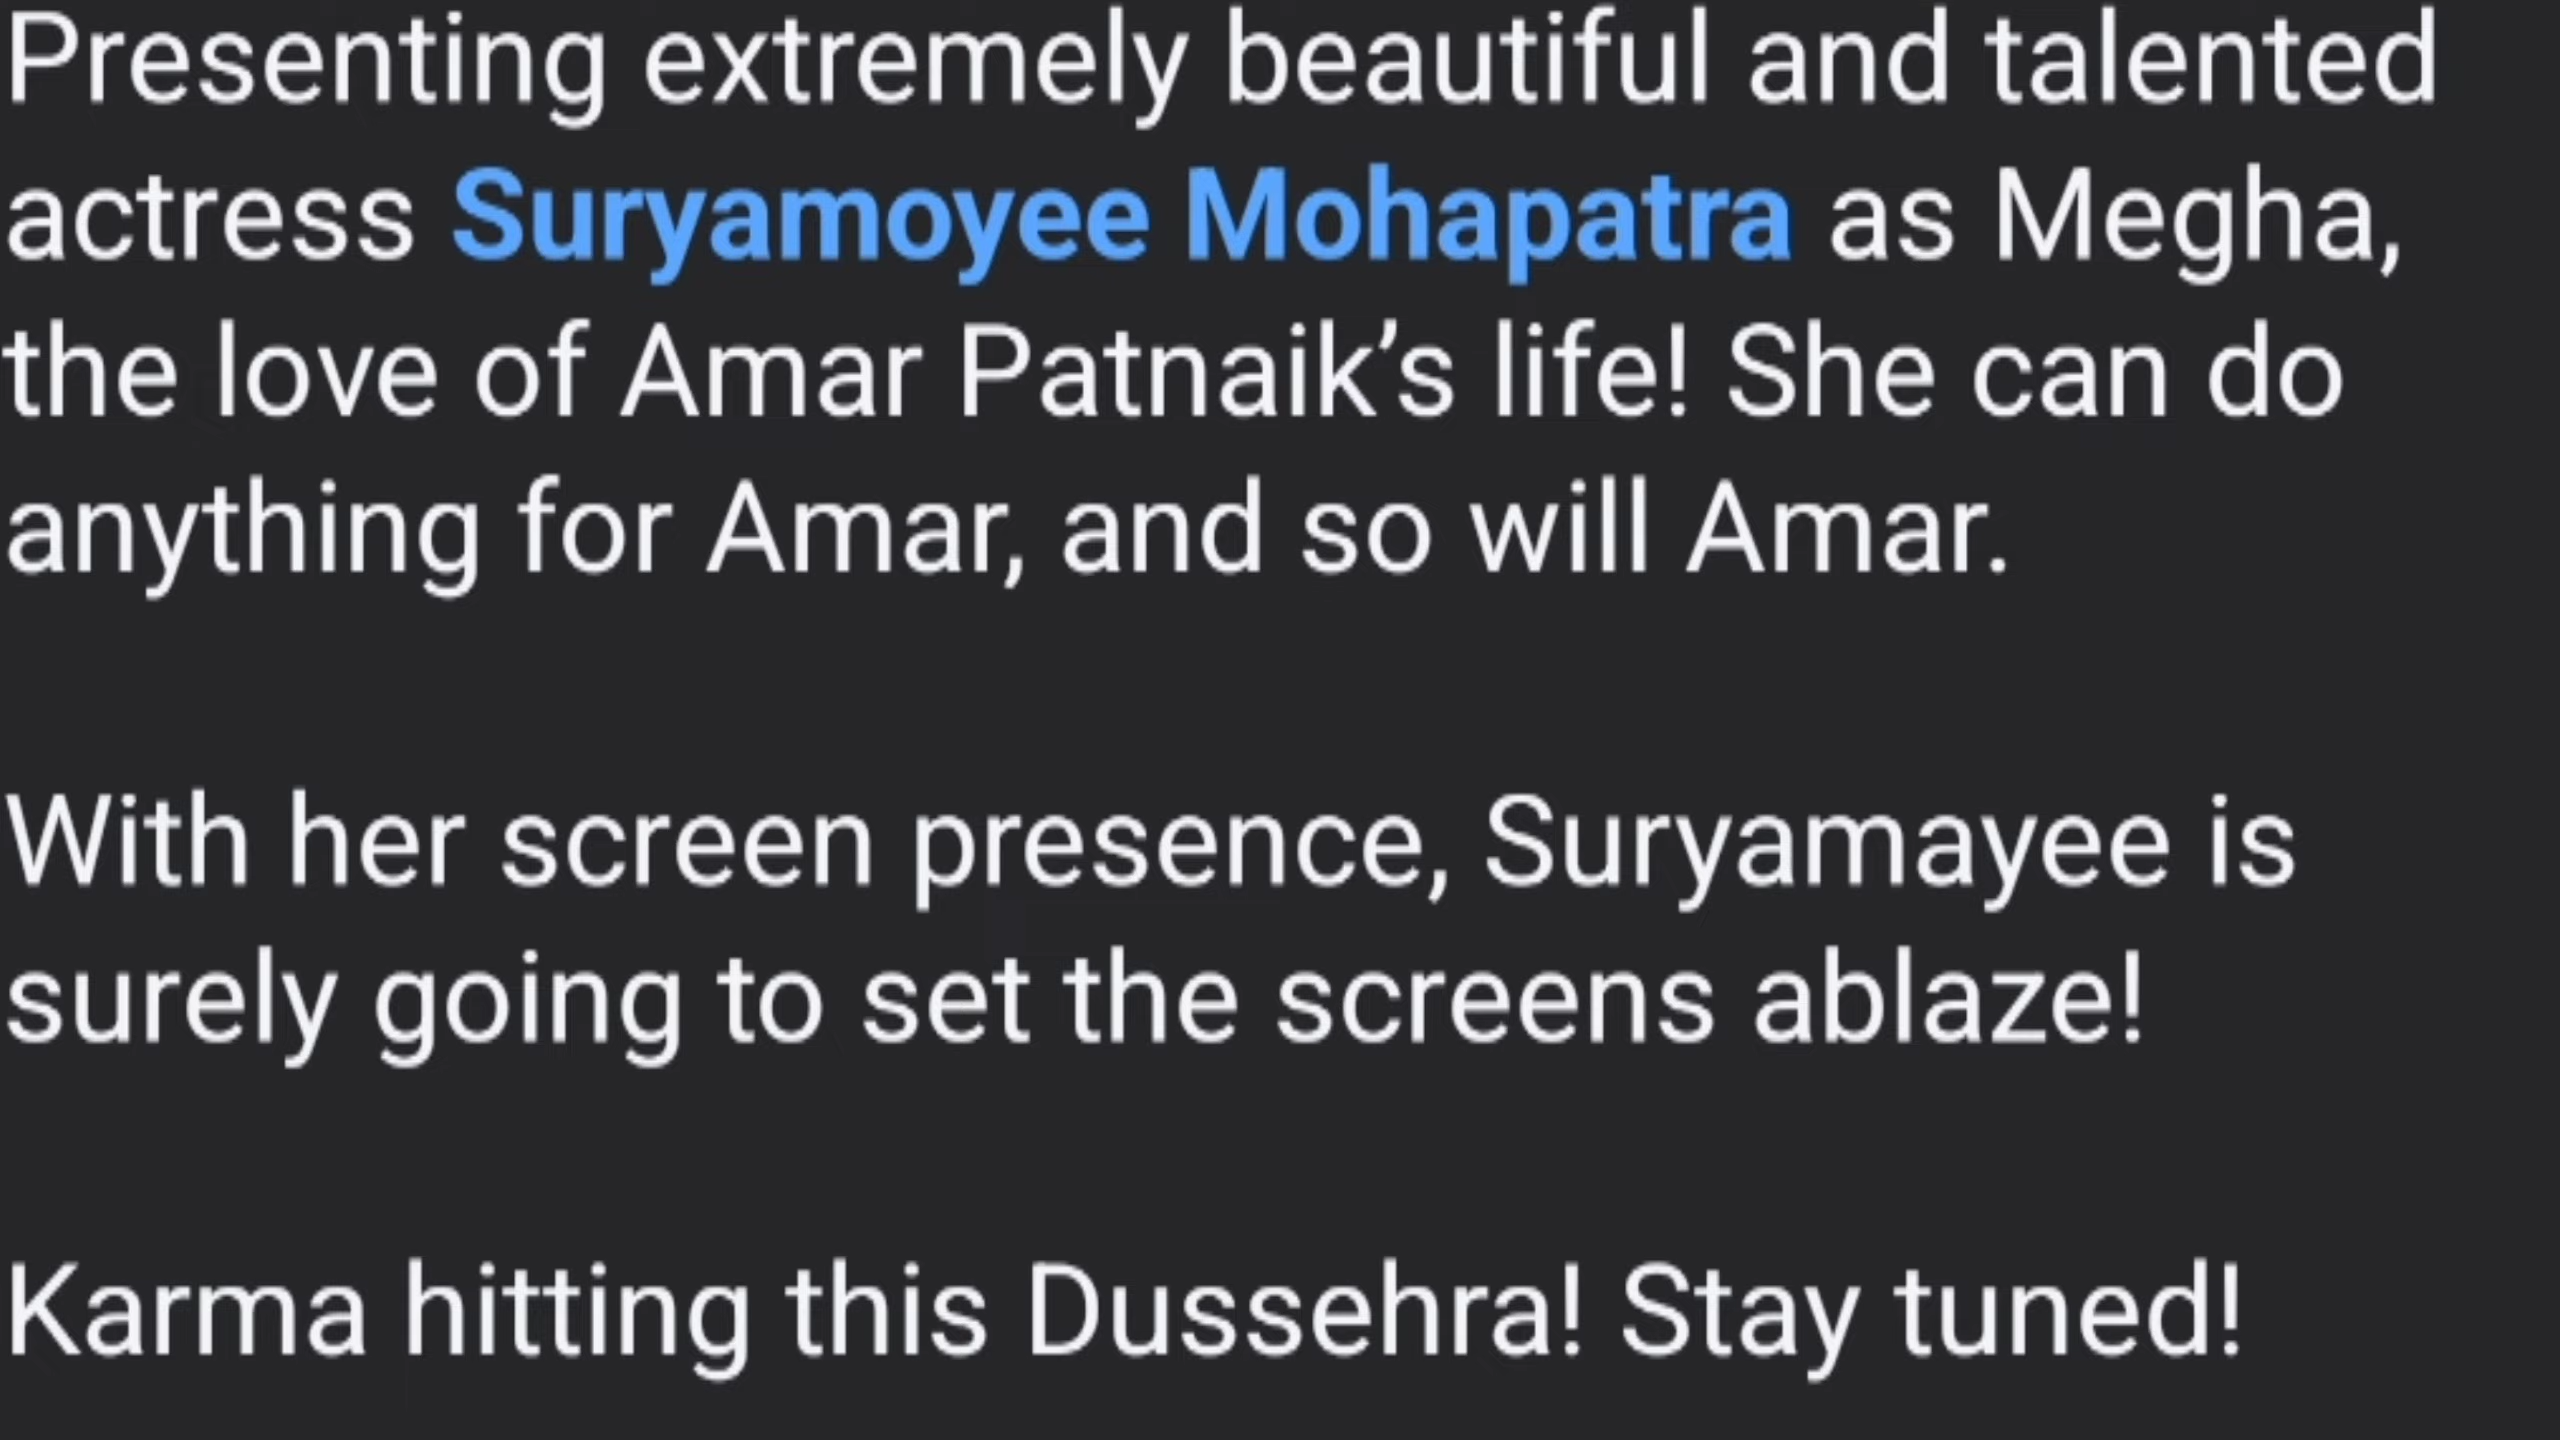 Presenting extremely beautiful and talented
actress Suryamoyee Mohapatra as Megha,
the love of Amar Patnaik’s life! She can do
anything for Amar, and so will Amar.
With her screen presence, Suryamayee is
surely going to set the screens ablaze!
Karma hitting this Dussehra! Stay tuned!